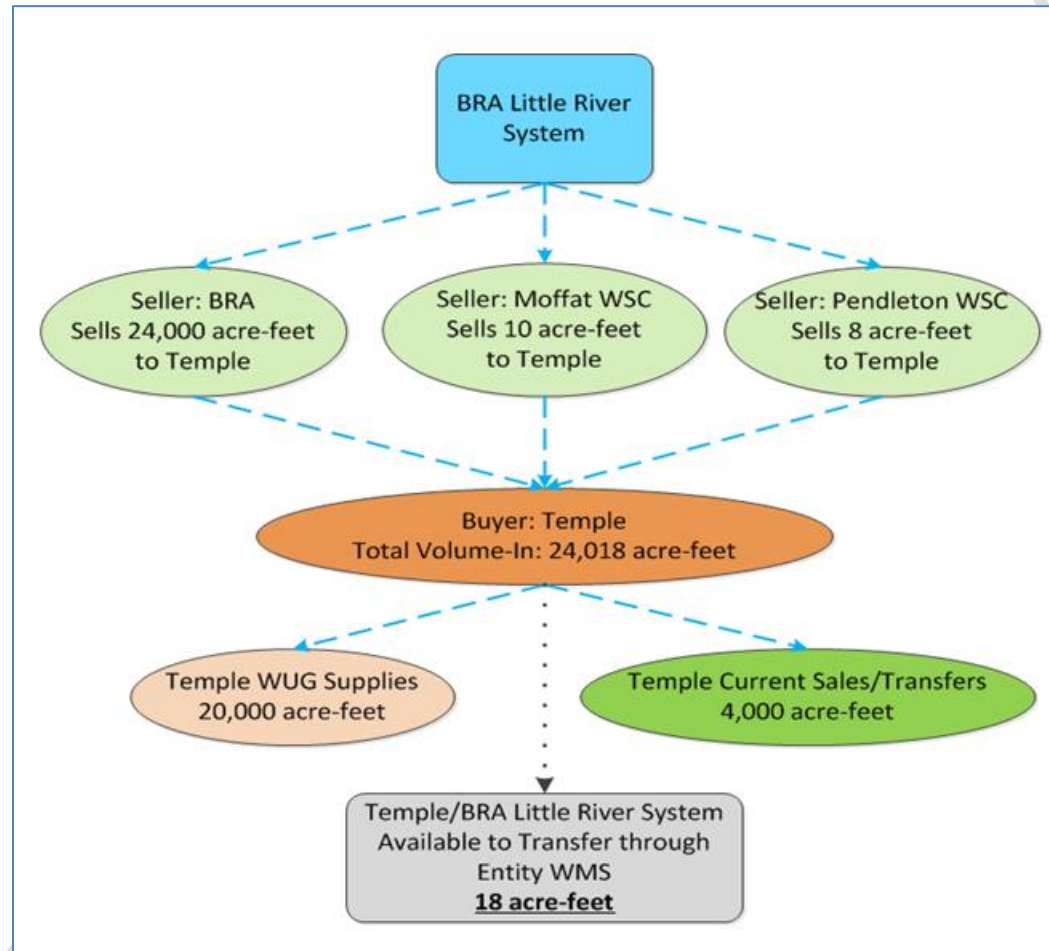 BRA Little River
System
Seller: BRA
Sells 24,000 acre-feet
to Temple
Seller: Moffat WSC
Sells 10 acre-feet
to Temple
Seller: Pendleton WSC
Sells 8 acre-feet
to Temple
Buyer: Temple
Total Volume-In: 24,018 acre-feet
Temple WUG Supplies
20,000 acre-feet
Temple Current Sales/Transfers
4,000 acre-feet
Temple/BRA Little River System
Available to Transfer through
Entity WMS
18 acre-feet